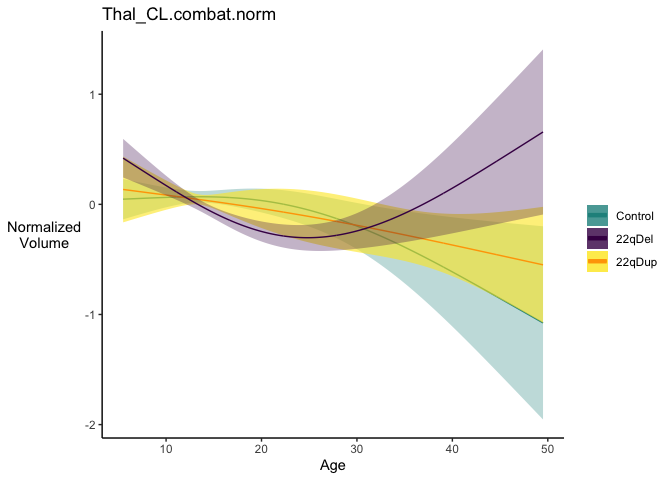 Thal_CL.combat.norm
1
0
-1
-2
Normalized
Volume
10
20
30
40
50
Age
Control
22qDel
22qDup